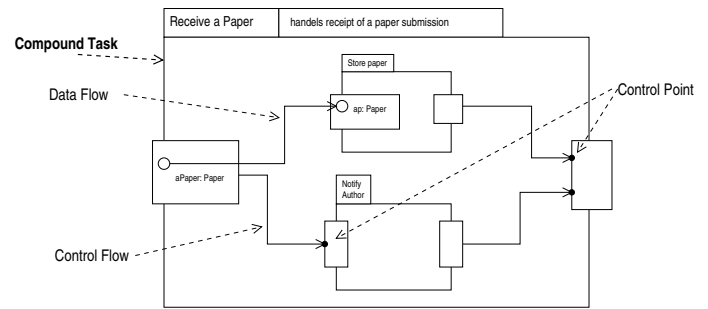 Receive a Paper
handels receipt of a paper submission
Compound Task
Store paper
Control Point
Data Flow
ap: Paper
aPaper: Paper
Notify
Author
Control Flow